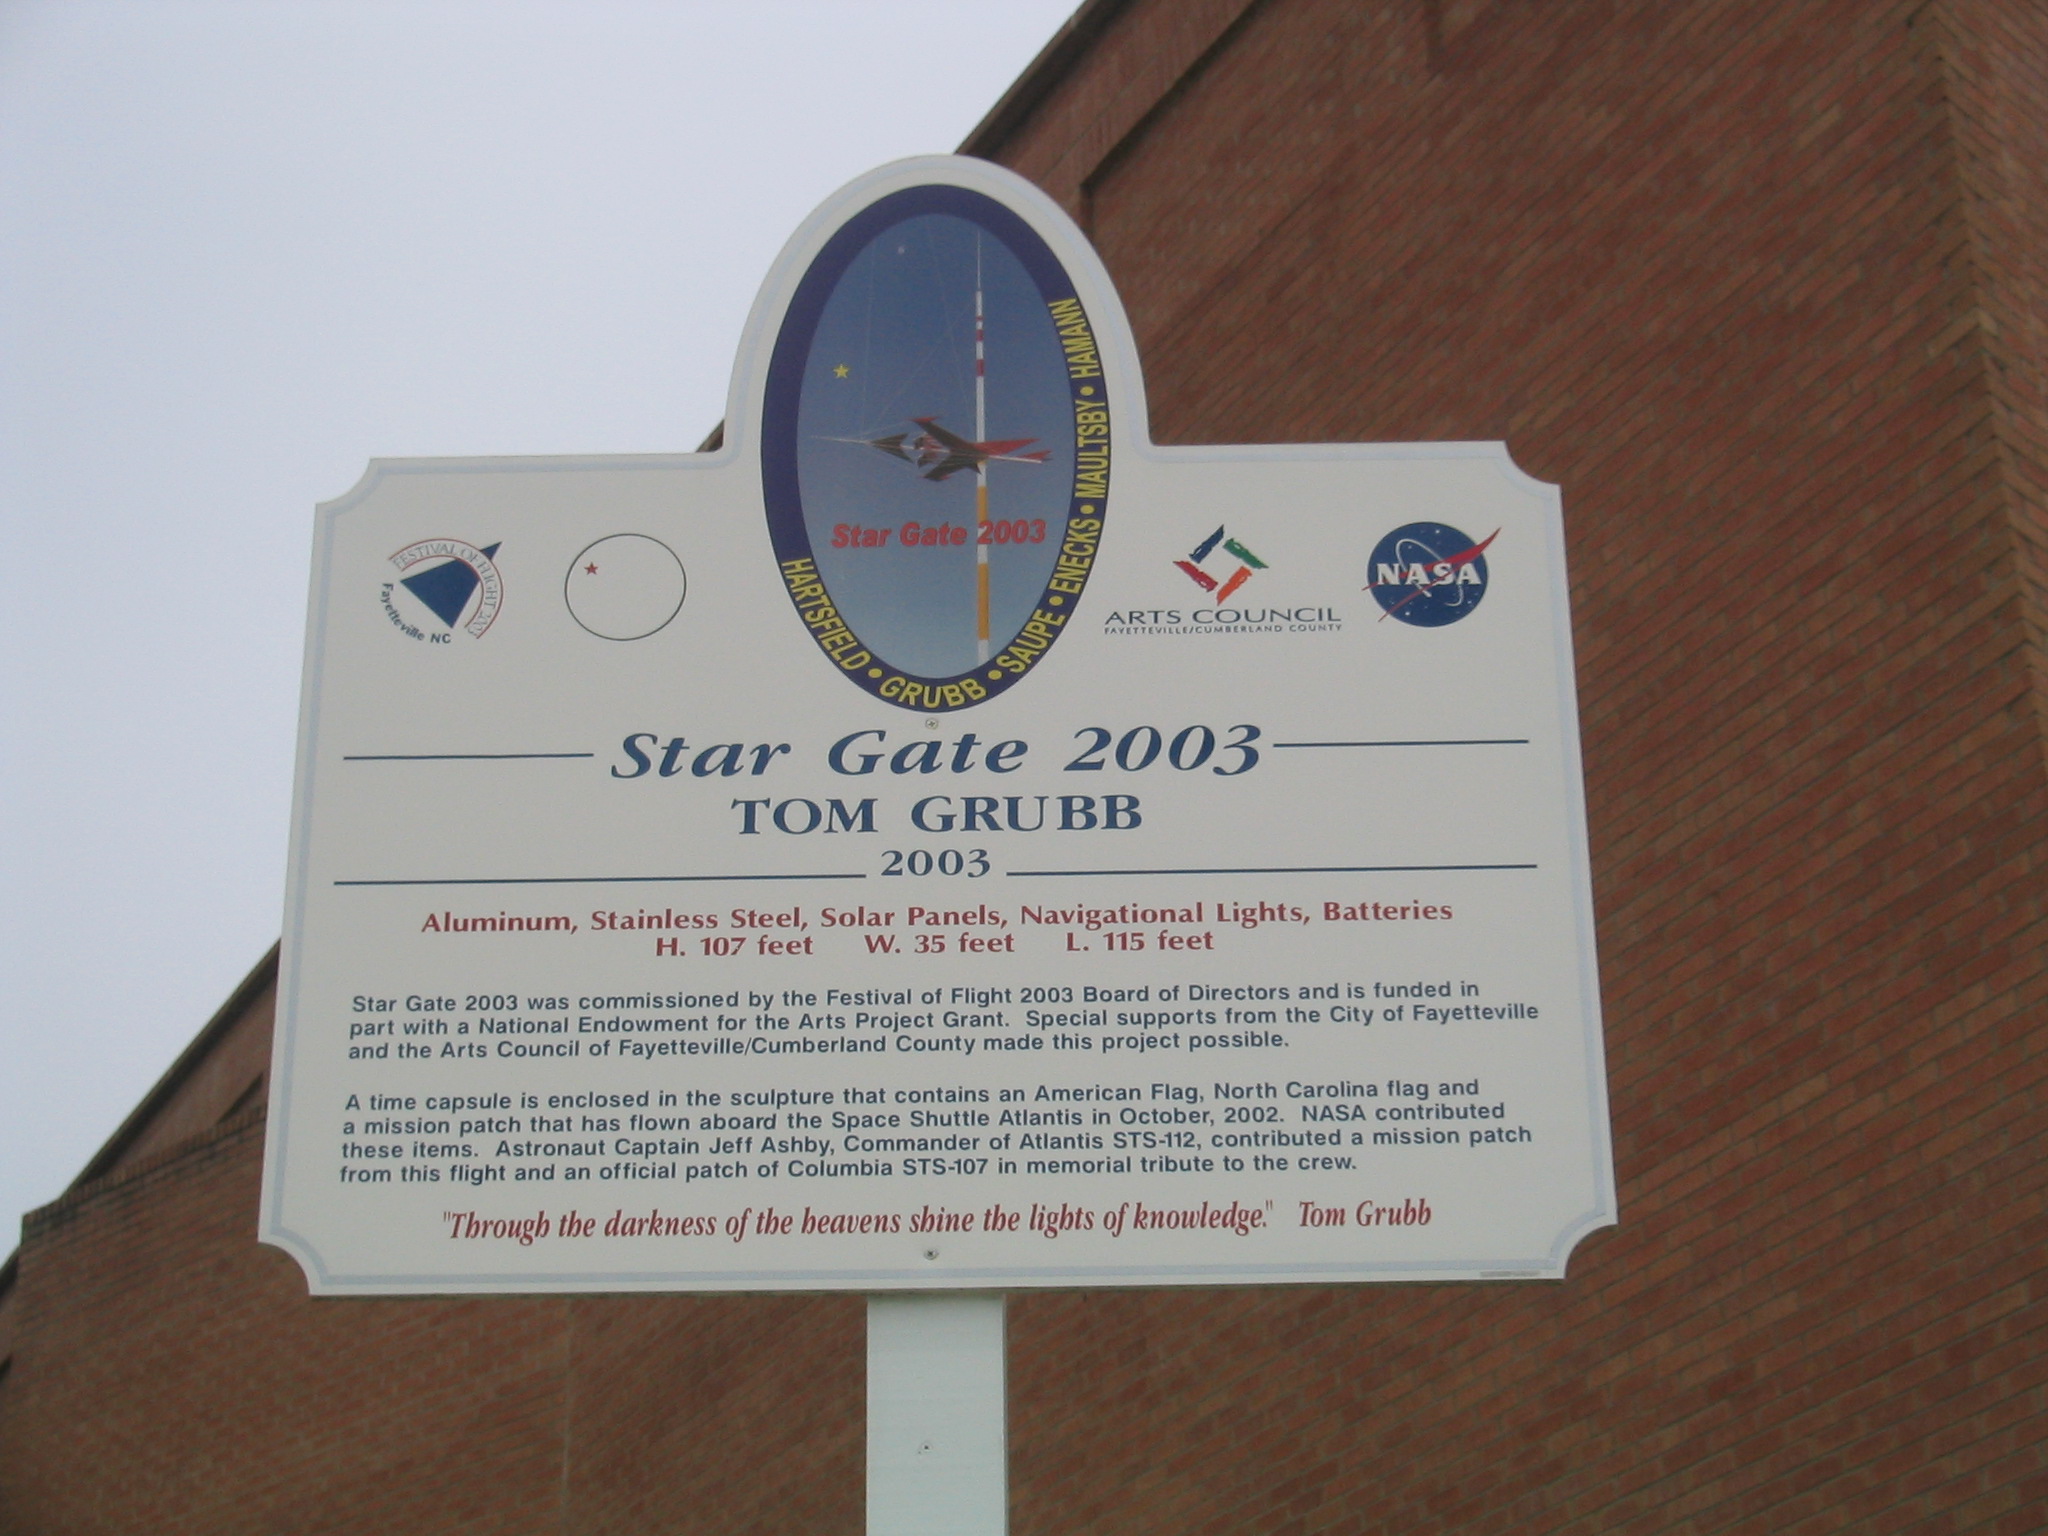 Star Gate 2003
HARTSFIELD • GRUBB • SAUPE • ENECKS • MAULTSBY • HAMANN
FESTIVAL OF FLIGHT
Fayetteville NC
ARTS COUNCIL
FAYETTEVILLE/CUMBERLAND COUNTY
NASA
Star Gate 2003
TOM GRUBB
2003
Aluminum, Stainless Steel, Solar Panels, Navigational Lights, Batteries
H. 107 feet W. 35 feet L. 115 feet
Star Gate 2003 was commissioned by the Festival of Flight 2003 Board of Directors and is funded in
part with a National Endowment for the Arts Project Grant. Special supports from the City of Fayetteville
and the Arts Council of Fayetteville/Cumberland County made this project possible.
A time capsule is enclosed in the sculpture that contains an American Flag, North Carolina flag and
a mission patch that has flown aboard the Space Shuttle Atlantis in October, 2002. NASA contributed
these items. Astronaut Captain Jeff Ashby, Commander of Atlantis STS-112, contributed a mission patch
from this flight and an official patch of Columbia STS-107 in memorial tribute to the crew.
"Through the darkness of the heavens shine the lights of knowledge." Tom Grubb